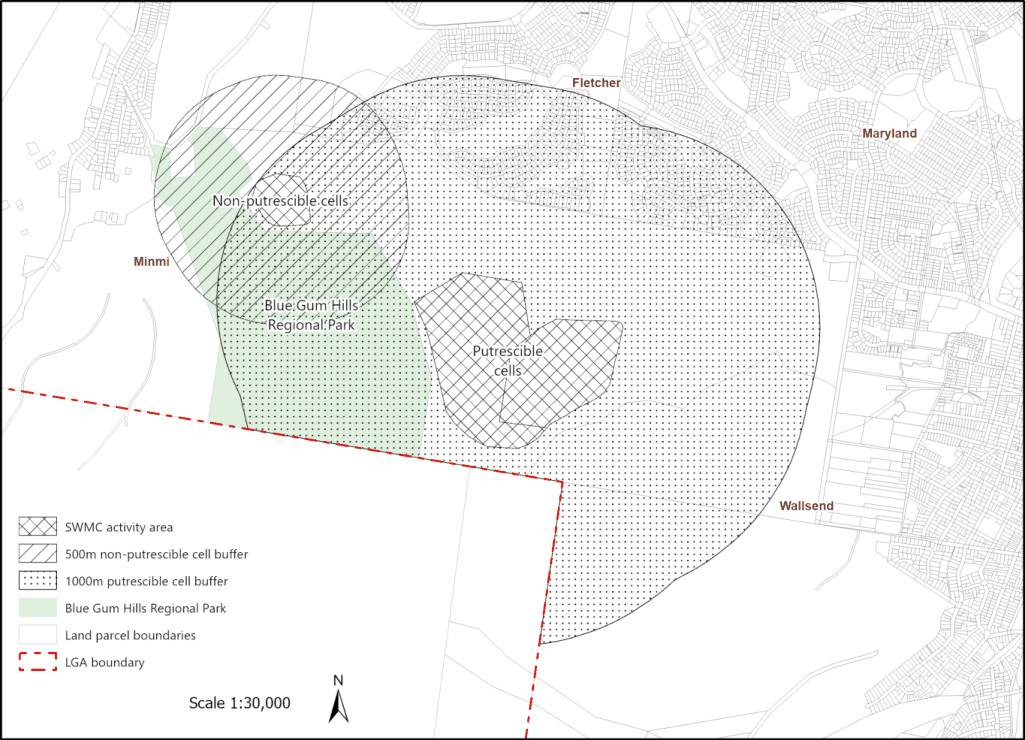 Fletcher
Maryland
Non-putrescible cells
Minmi
Blue Gum Hills
Regional Park
Putrescible
cells
Wallsend
SWMC activity area
500m non-putrescible cell buffer
1000m putrescible cell buffer
Blue Gum Hills Regional Park
Land parcel boundaries
LGA boundary
Scale 1:30,000
N